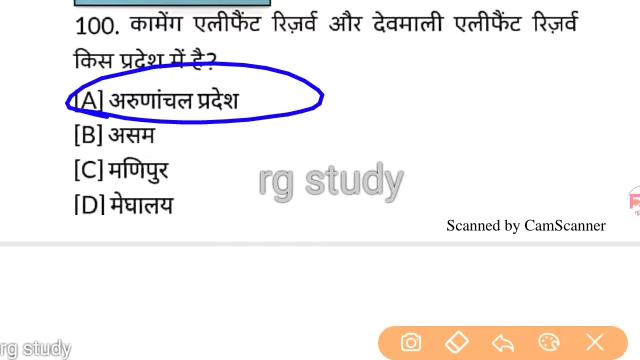 100. कामेंग एलीफैंट रिज़र्व और देवमाली एलीफैंट रिज़र्व
किस प्रदेश में है?
[A] अरुणांचल प्रदेश
[B] असम
[C] मणिपुर
[D] मेघालय
rg study
Scanned by CamScanner
rg study